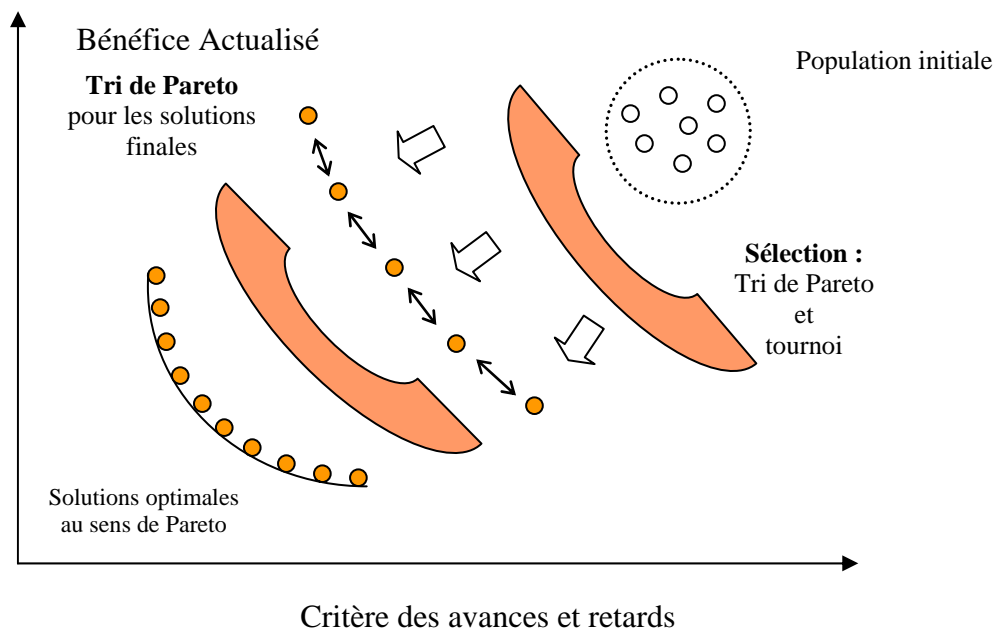 Bénéfice Actualisé
Tri de Pareto
pour les solutions
finales
Population initiale
Sélection :
Tri de Pareto
et
tournoi
Solutions optimales
au sens de Pareto
Critère des avances et retards